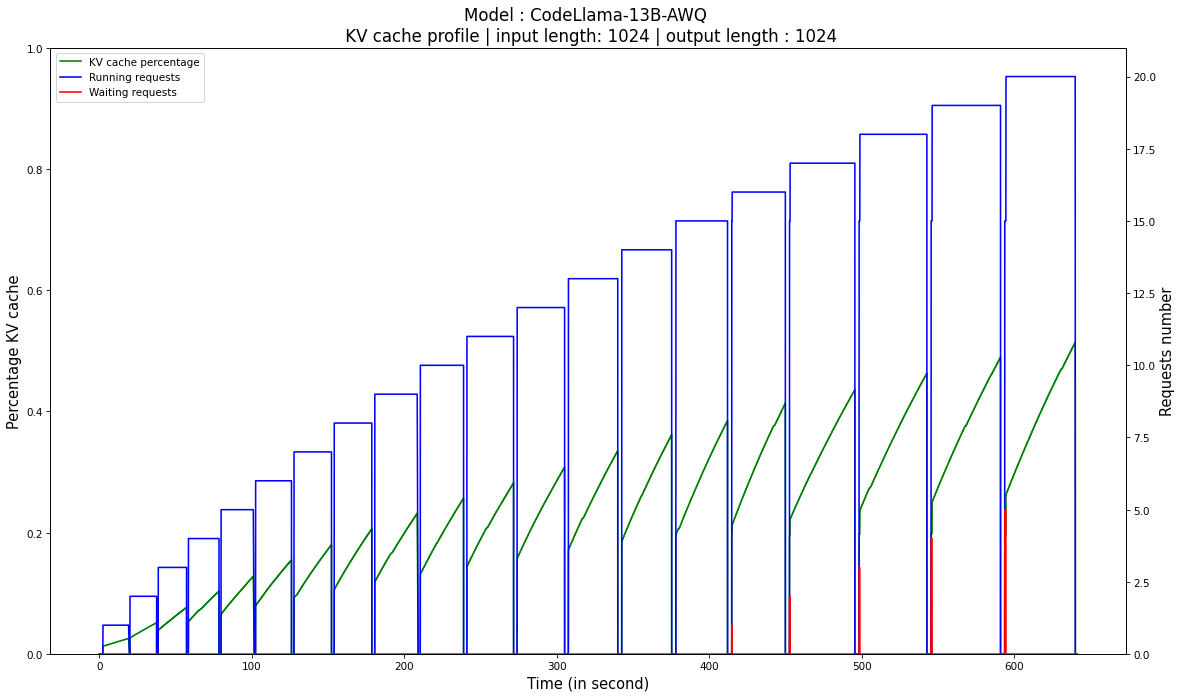 Model : CodeLlama-13B-AWQ
KV cache profile | input length: 1024 | output length : 1024
KV cache percentage
Running requests
Waiting requests
Percentage KV cache
1.0
0.8
0.6
0.4
0.2
0.0
0
100
200
300
400
500
600
Time (in second)
20.0
17.5
15.0
12.5
10.0
7.5
5.0
2.5
0.0
Requests number